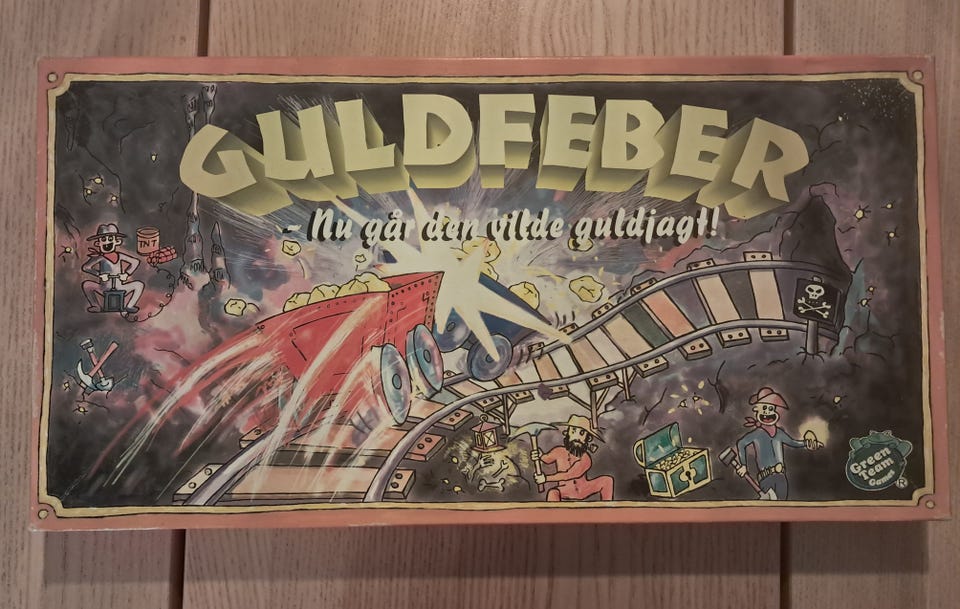 GULDFEBER
- Nu går den vilde guldjagt!
TNT
Green
Team
Games
®